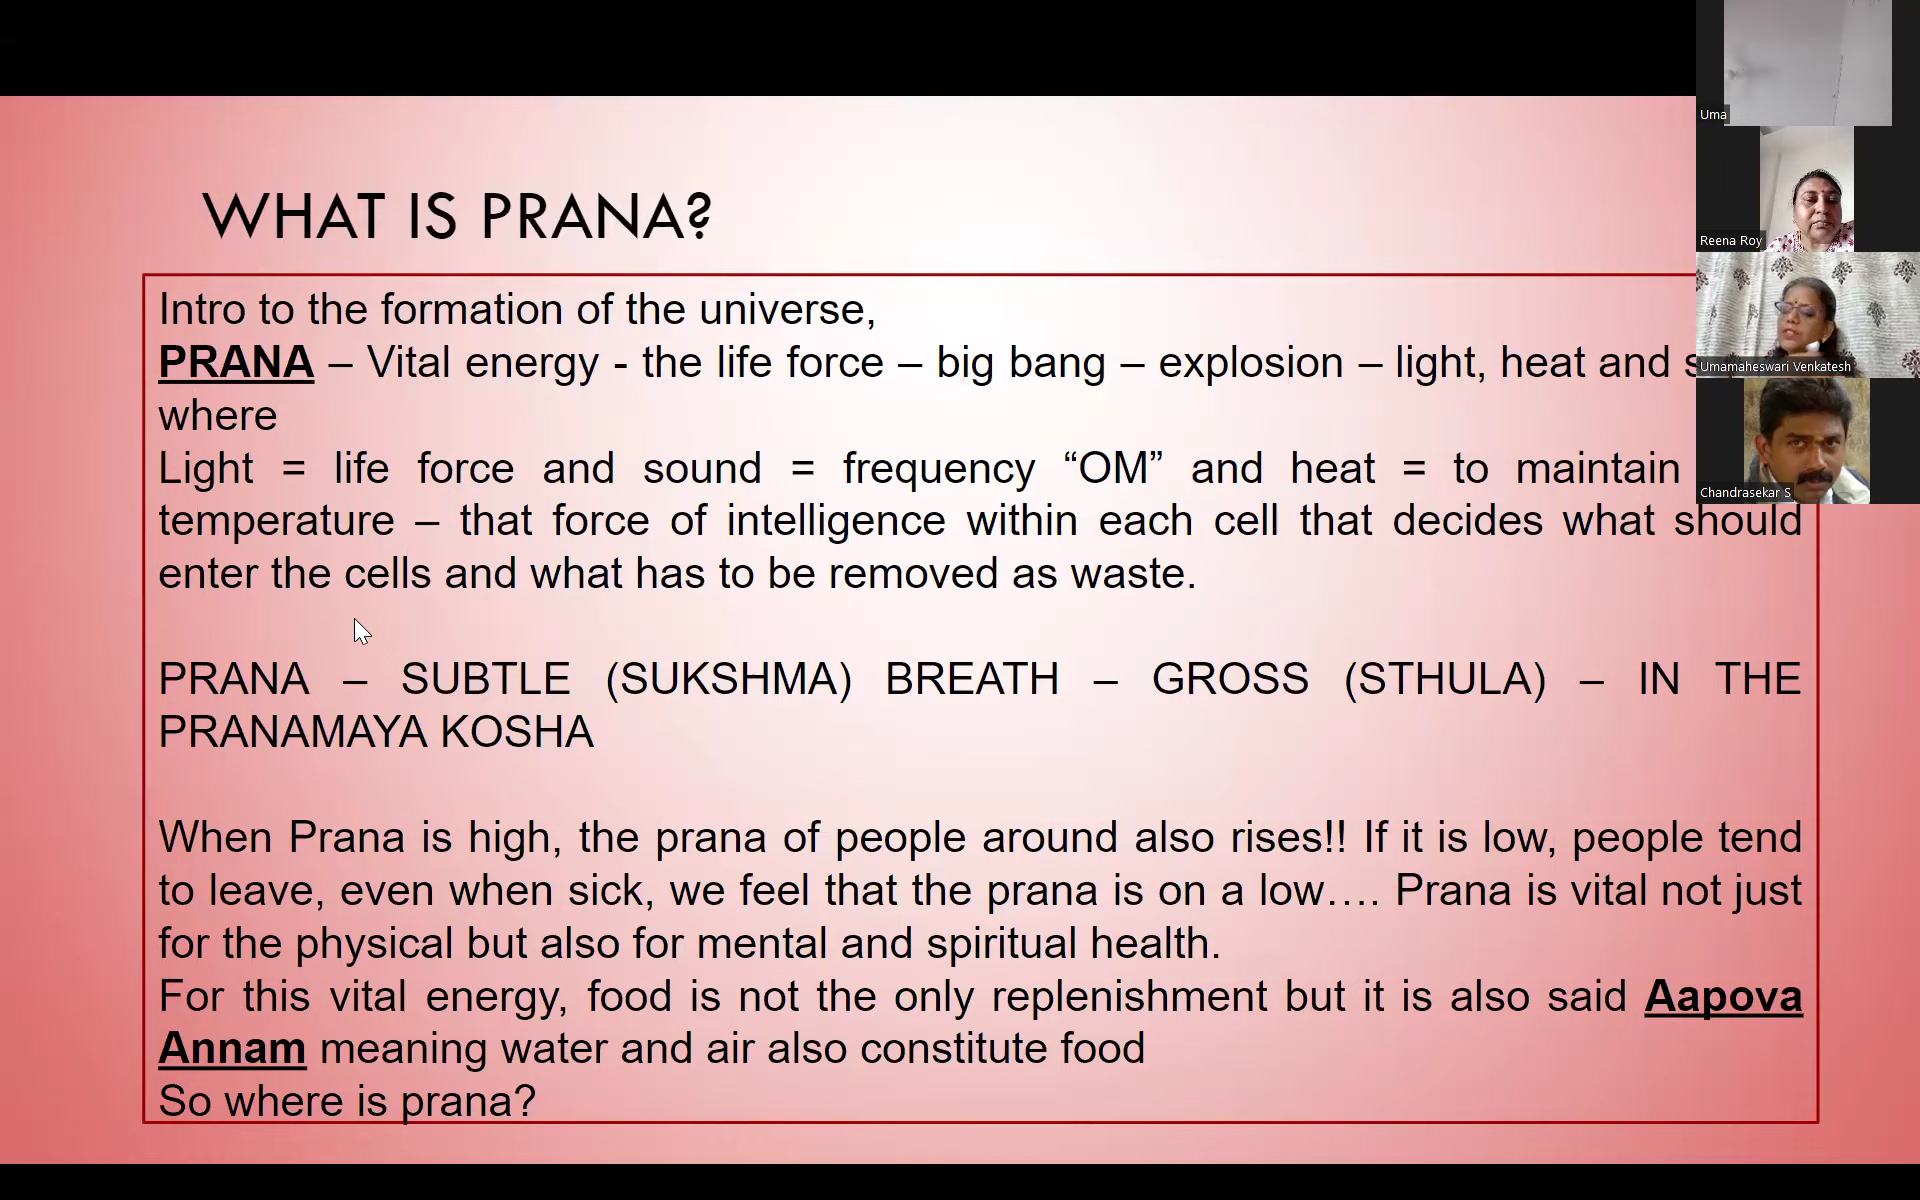 WHAT IS PRANA?
Intro to the formation of the universe,
PRANA – Vital energy - the life force – big bang – explosion – light, heat and
where
Light = life force and sound = frequency “OM” and heat = to maintain
temperature – that force of intelligence within each cell that decides what should
enter the cells and what has to be removed as waste.
PRANA – SUBTLE (SUKSHMA) BREATH – GROSS (STHULA) – IN THE
PRANAMAYA KOSHA
When Prana is high, the prana of people around also rises!! If it is low, people tend
to leave, even when sick, we feel that the prana is on a low…. Prana is vital not just
for the physical but also for mental and spiritual health.
For this vital energy, food is not the only replenishment but it is also said Aapova
Annam meaning water and air also constitute food
So where is prana?
Uma
Reena Roy
Umamaheswari Venkatesh
Chandrasekar S